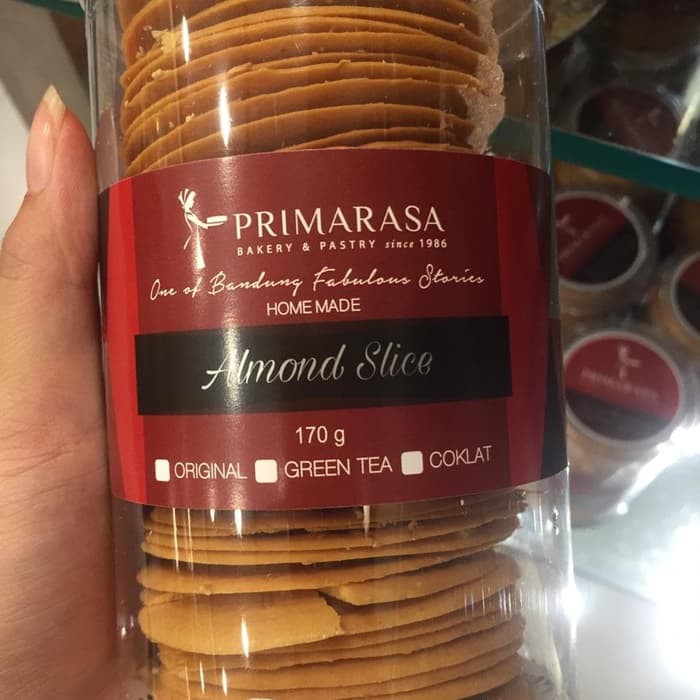 PRIMARASA
BAKERY & PASTRY since 1986
One of Bandung Fabulous Stories
HOME MADE
Almond Slice
170 g
ORIGINAL GREEN TEA COKLAT
PRIMARASA